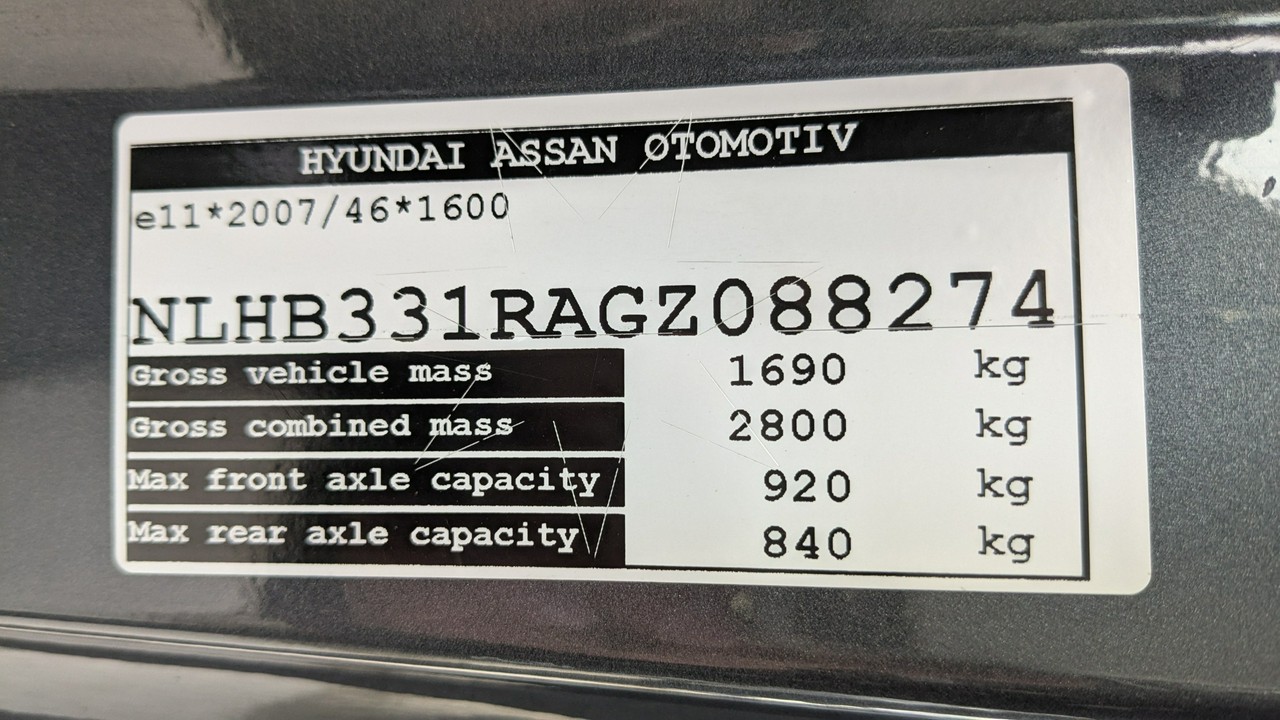 HYUNDAI ASSAN OTOMOTIV
e11*2007/46*1600
NLHB331RAGZ088274
Gross vehicle mass 1690 kg
Gross combined mass 2800 kg
Max front axle capacity 920 kg
Max rear axle capacity 840 kg